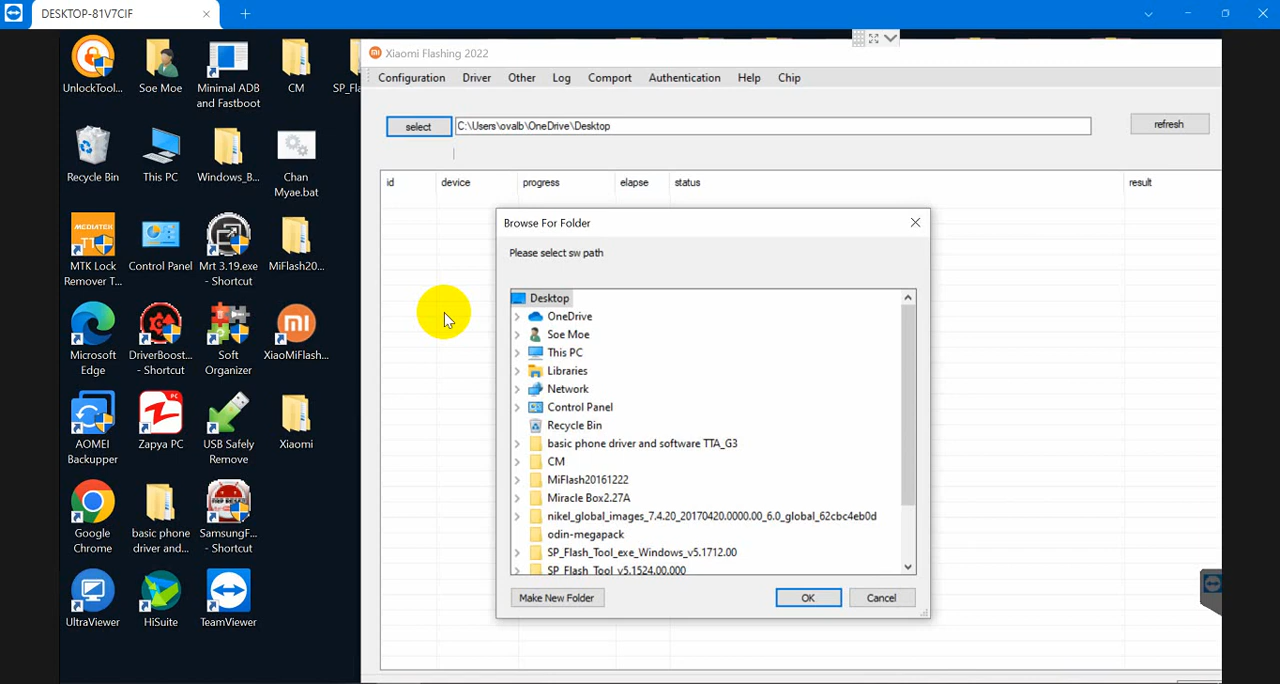 DESKTOP-81V7CIF
UnlockTool...
Soe Moe
Minimal ADB
and Fastboot
CM
SP_Fla
Recycle Bin
This PC
Windows_B...
Chan
Myae.bat
MEDIATEK
MTK Lock
Remover T...
Control Panel
Mrt 3.19.exe
- Shortcut
MiFlash20...
Microsoft
Edge
DriverBoost...
- Shortcut
Soft
Organizer
XiaoMiFlash...
AOMEI
Backupper
Zapya PC
USB Safely
Remove
Xiaomi
Google
Chrome
basic phone
driver and...
SamsungF...
- Shortcut
UltraViewer
HiSuite
TeamViewer
Xiaomi Flashing 2022
Configuration Driver Other Log Comport Authentication Help Chip
select C:\Users\ovalb\OneDrive\Desktop refresh
id device progress elapse status result
Browse For Folder
Please select sw path
Desktop
OneDrive
Soe Moe
This PC
Libraries
Network
Control Panel
Recycle Bin
basic phone driver and software TTA_G3
CM
MiFlash20161222
Miracle Box2.27A
nikel_global_images_7.4.20_20170420.0000.00_6.0_global_62cbc4eb0d
odin-megapack
SP_Flash_Tool_exe_Windows_v5.1712.00
SP_Flash_Tool_v5.1524.00.000
Make New Folder OK Cancel